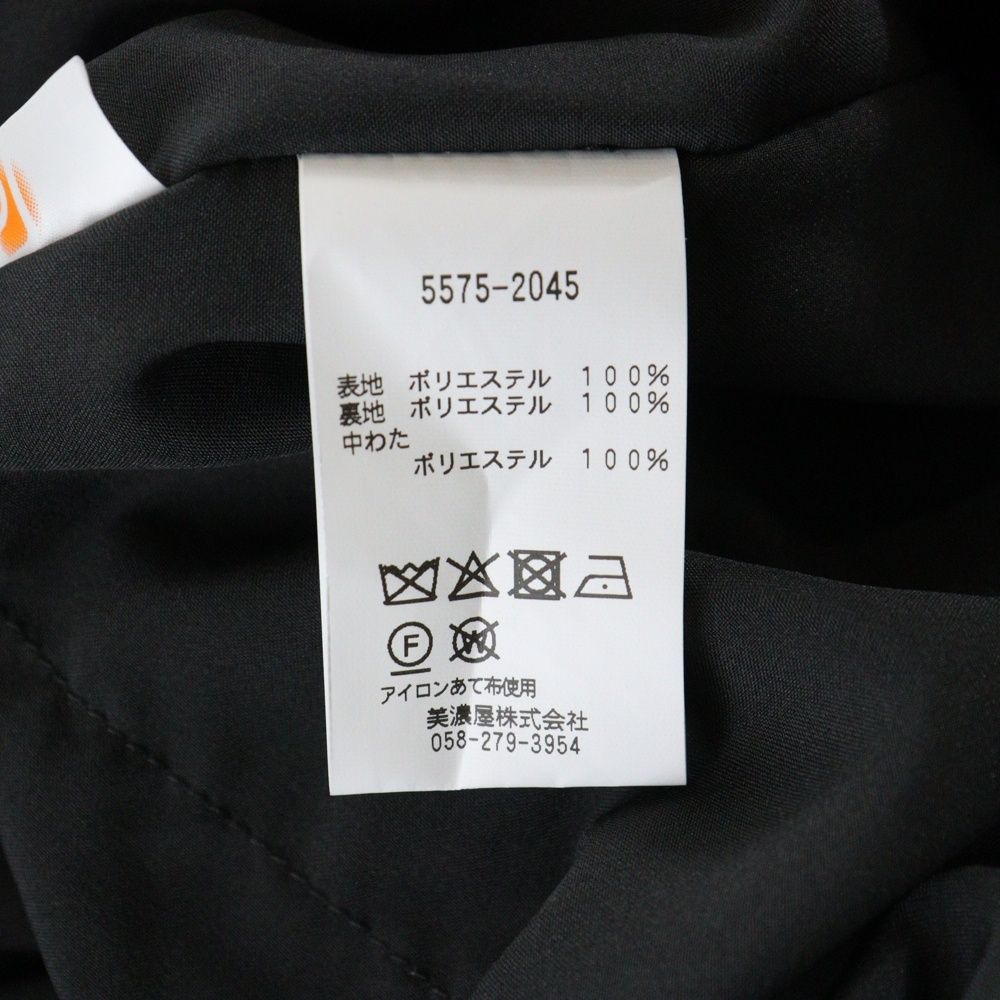 5575-2045
表地 ポリエステル 100%
裏地 ポリエステル 100%
中わた
ポリエステル 100%
F W
アイロンあて布使用
美濃屋株式会社
058-279-3954